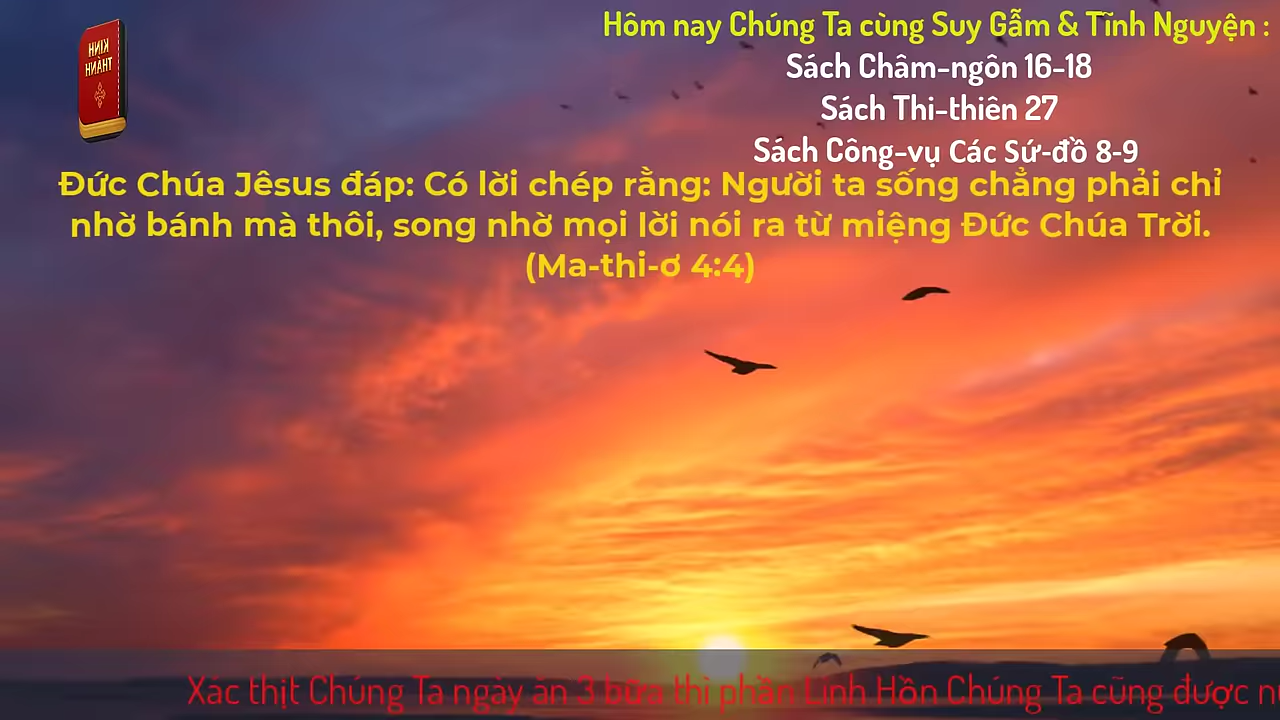 KINH
THÁNH
Hôm nay Chúng Ta cùng Suy Gẫm & Tĩnh Nguyện :
Sách Châm-ngôn 16-18
Sách Thi-thiên 27
Sách Công-vụ Các Sứ-đồ 8-9
Đức Chúa Jêsus đáp: Có lời chép rằng: Người ta sống chẳng phải chỉ
nhờ bánh mà thôi, song nhờ mọi lời nói ra từ miệng Đức Chúa Trời.
(Ma-thi-ơ 4:4)
Xác thịt Chúng Ta ngày ăn 3 bữa thì phần Linh Hồn Chúng Ta cũng được